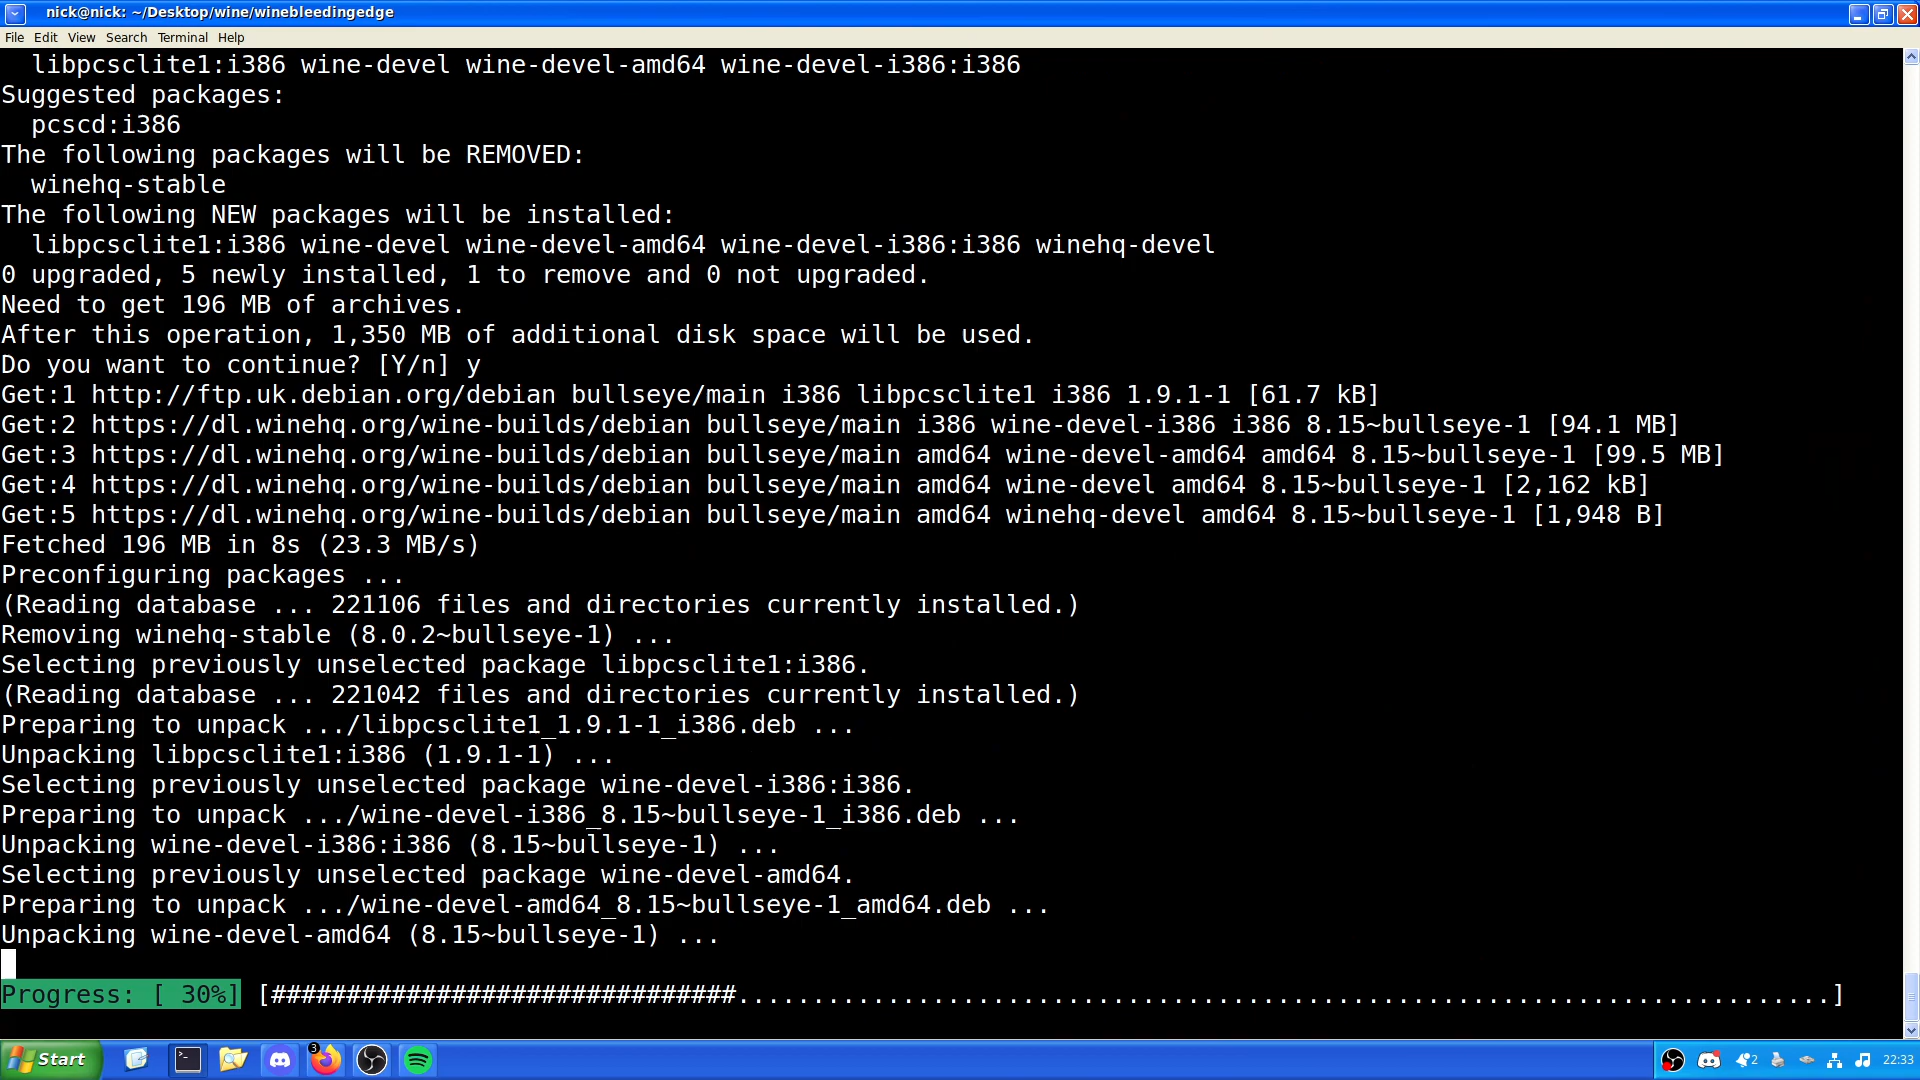 nick@nick: ~/Desktop/wine/winebleedingedge
File Edit View Search Terminal Help
libpcsclite1:i386 wine-devel wine-devel-amd64 wine-devel-i386:i386
Suggested packages:
pcscd:i386
The following packages will be REMOVED:
winehq-stable
The following NEW packages will be installed:
libpcsclite1:i386 wine-devel wine-devel-amd64 wine-devel-i386:i386 winehq-devel
0 upgraded, 5 newly installed, 1 to remove and 0 not upgraded.
Need to get 196 MB of archives.
After this operation, 1,350 MB of additional disk space will be used.
Do you want to continue? [Y/n] y
Get:1 http://ftp.uk.debian.org/debian bullseye/main i386 libpcsclite1 i386 1.9.1-1 [61.7 kB]
Get:2 https://dl.winehq.org/wine-builds/debian bullseye/main i386 wine-devel-i386 i386 8.15~bullseye-1 [94.1 MB]
Get:3 https://dl.winehq.org/wine-builds/debian bullseye/main amd64 wine-devel-amd64 amd64 8.15~bullseye-1 [99.5 MB]
Get:4 https://dl.winehq.org/wine-builds/debian bullseye/main amd64 wine-devel amd64 8.15~bullseye-1 [2,162 kB]
Get:5 https://dl.winehq.org/wine-builds/debian bullseye/main amd64 winehq-devel amd64 8.15~bullseye-1 [1,948 B]
Fetched 196 MB in 8s (23.3 MB/s)
Preconfiguring packages ...
(Reading database ... 221106 files and directories currently installed.)
Removing winehq-stable (8.0.2~bullseye-1) ...
Selecting previously unselected package libpcsclite1:i386.
(Reading database ... 221042 files and directories currently installed.)
Preparing to unpack .../libpcsclite1_1.9.1-1_i386.deb ...
Unpacking libpcsclite1:i386 (1.9.1-1) ...
Selecting previously unselected package wine-devel-i386:i386.
Preparing to unpack .../wine-devel-i386_8.15~bullseye-1_i386.deb ...
Unpacking wine-devel-i386:i386 (8.15~bullseye-1) ...
Selecting previously unselected package wine-devel-amd64.
Preparing to unpack .../wine-devel-amd64_8.15~bullseye-1_amd64.deb ...
Unpacking wine-devel-amd64 (8.15~bullseye-1) ...
Progress: [ 30%] [###############################.........................................................................]
Start 3 2 22:33